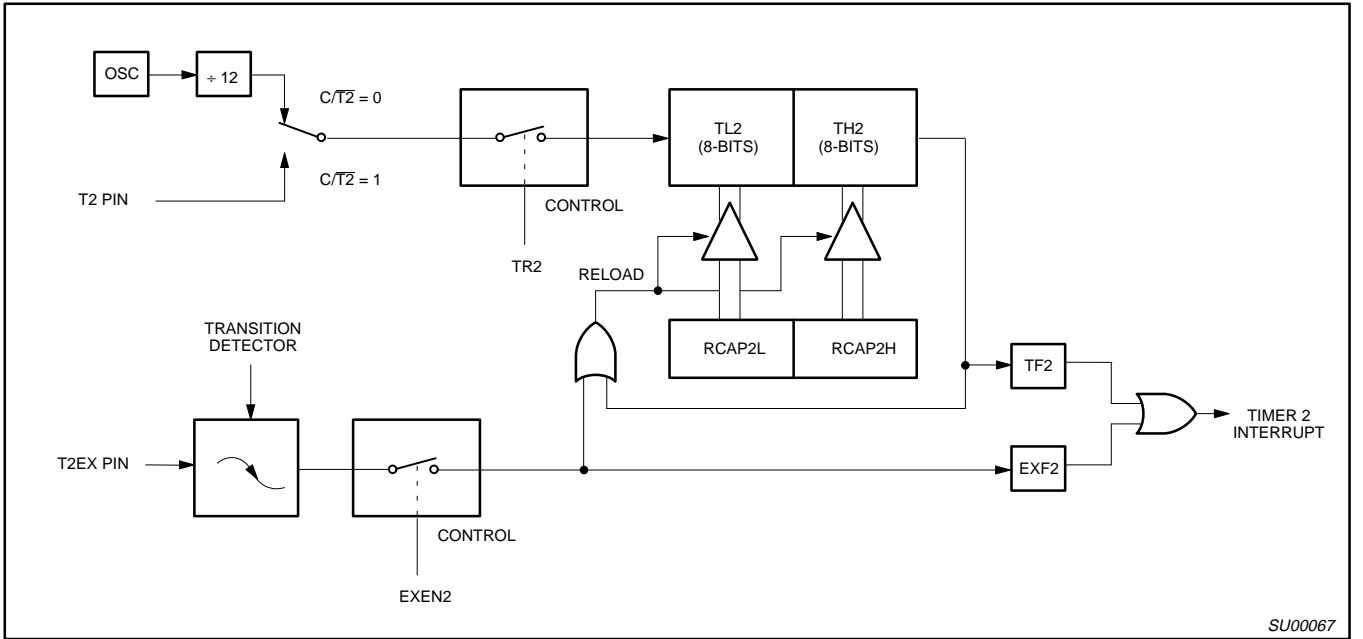 OSC
÷ 12
C/T2̅ = 0
TL2
(8-BITS)
TH2
(8-BITS)
C/T2̅ = 1
T2 PIN
CONTROL
TR2
RELOAD
TRANSITION
DETECTOR
RCAP2L
RCAP2H
TF2
TIMER 2
INTERRUPT
T2EX PIN
EXF2
CONTROL
EXEN2
SU00067